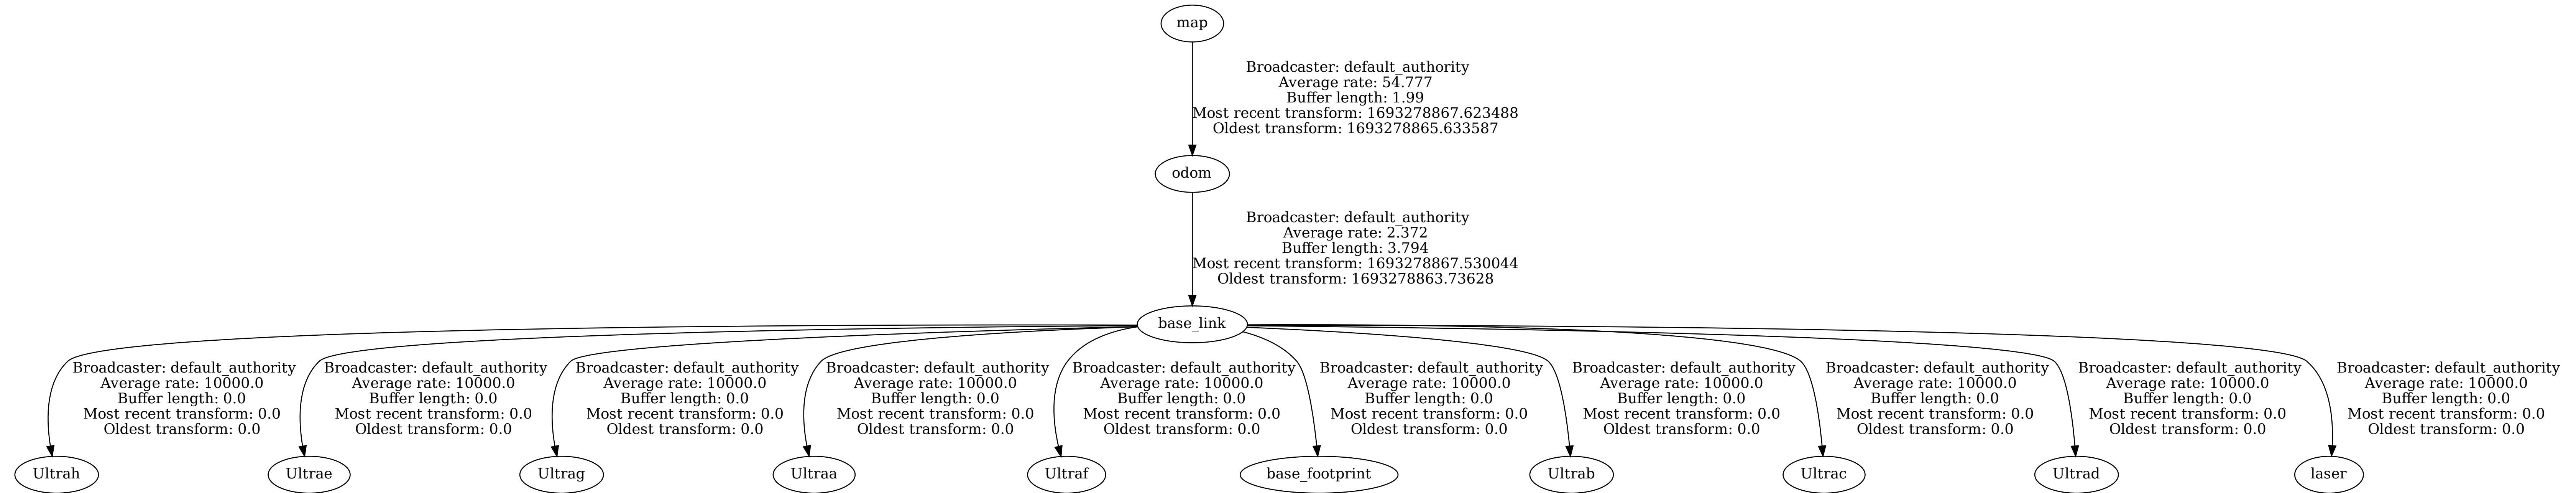 map
Broadcaster: default_authority
Average rate: 54.777
Buffer length: 1.99
Most recent transform: 1693278867.623488
Oldest transform: 1693278865.633587
odom
Broadcaster: default_authority
Average rate: 2.372
Buffer length: 3.794
Most recent transform: 1693278867.530044
Oldest transform: 1693278863.73628
base_link
Broadcaster: default_authority
Average rate: 10000.0
Buffer length: 0.0
Most recent transform: 0.0
Oldest transform: 0.0
Broadcaster: default_authority
Average rate: 10000.0
Buffer length: 0.0
Most recent transform: 0.0
Oldest transform: 0.0
Broadcaster: default_authority
Average rate: 10000.0
Buffer length: 0.0
Most recent transform: 0.0
Oldest transform: 0.0
Broadcaster: default_authority
Average rate: 10000.0
Buffer length: 0.0
Most recent transform: 0.0
Oldest transform: 0.0
Broadcaster: default_authority
Average rate: 10000.0
Buffer length: 0.0
Most recent transform: 0.0
Oldest transform: 0.0
Broadcaster: default_authority
Average rate: 10000.0
Buffer length: 0.0
Most recent transform: 0.0
Oldest transform: 0.0
Broadcaster: default_authority
Average rate: 10000.0
Buffer length: 0.0
Most recent transform: 0.0
Oldest transform: 0.0
Broadcaster: default_authority
Average rate: 10000.0
Buffer length: 0.0
Most recent transform: 0.0
Oldest transform: 0.0
Broadcaster: default_authority
Average rate: 10000.0
Buffer length: 0.0
Most recent transform: 0.0
Oldest transform: 0.0
Broadcaster: default_authority
Average rate: 10000.0
Buffer length: 0.0
Most recent transform: 0.0
Oldest transform: 0.0
Ultrah
Ultrae
Ultrag
Ultraa
Ultraf
base_footprint
Ultrab
Ultrac
Ultrad
laser